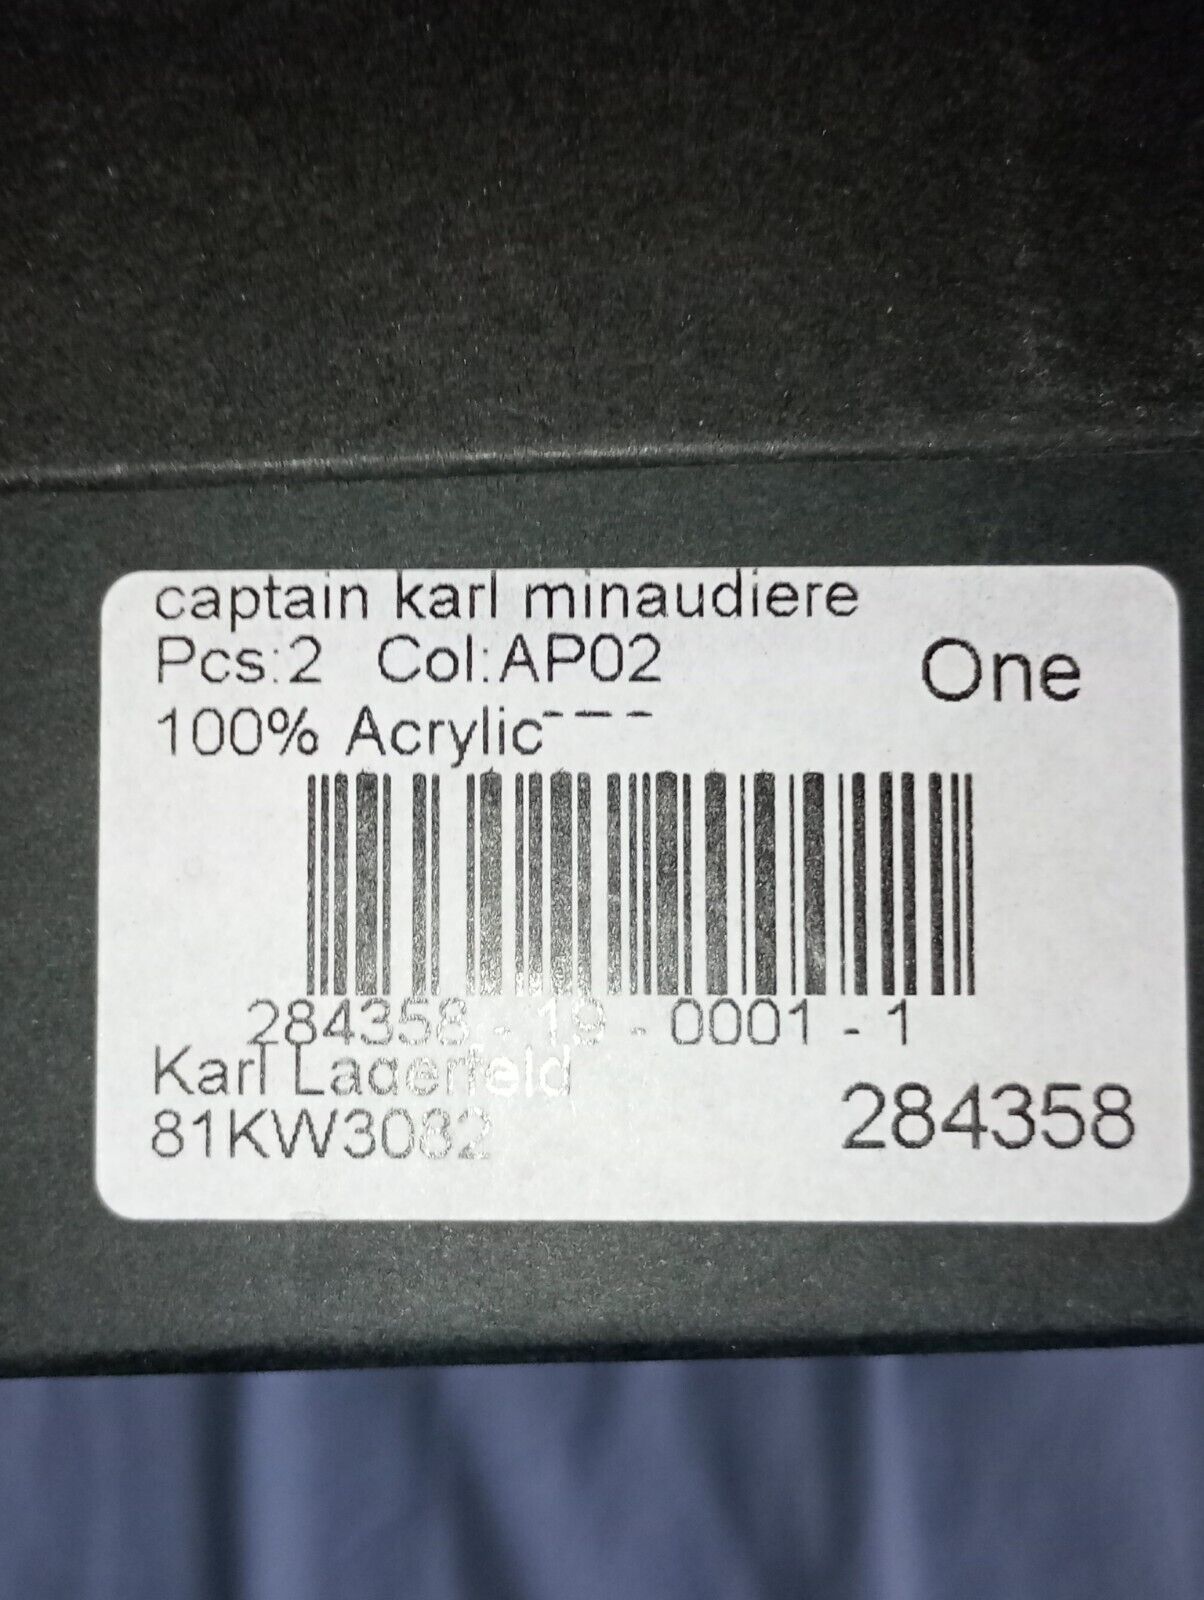 captain karl minaudiere
Pcs:2 Col:AP02
One
100% Acrylic---
284358-19-0001-1
Karl Lagerfeld
81KW3082
284358